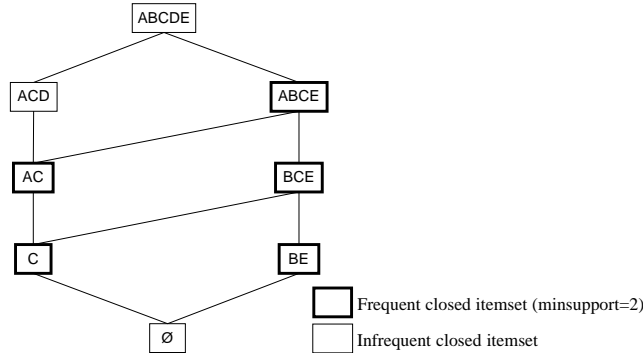 ABCDE
ACD
ABCE
AC
BCE
C
BE
Ø
Frequent closed itemset (minsupport=2)
Infrequent closed itemset